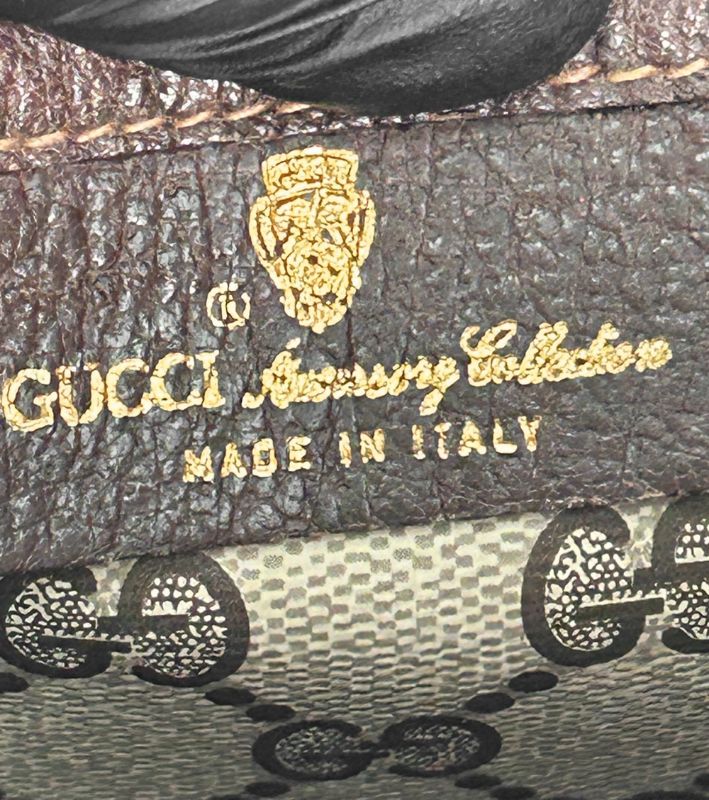 ®
GUCCI Accessory Collection
MADE IN ITALY